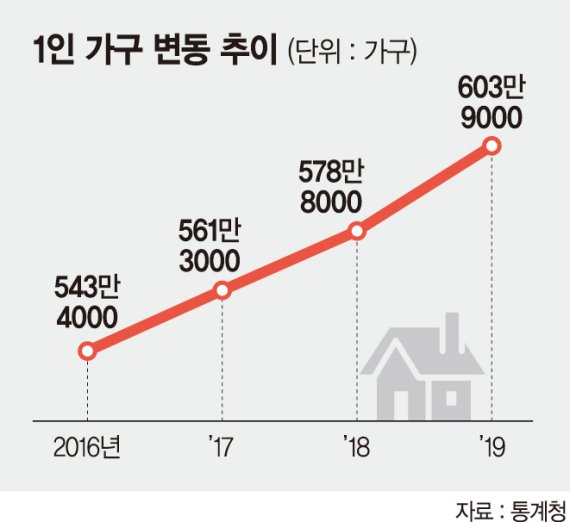 1인 가구 변동 추이 (단위 : 가구)
603만
9000
578만
8000
561만
3000
543만
4000
2016년 '17 '18 '19
자료 : 통계청